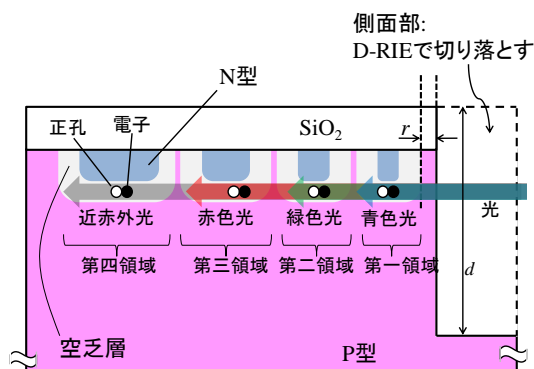 側面部:
D-RIEで切り落とす
N型
正孔
電子
SiO2
r
近赤外光
赤色光
緑色光
青色光
光
第四領域
第三領域
第二領域
第一領域
d
空乏層
P型